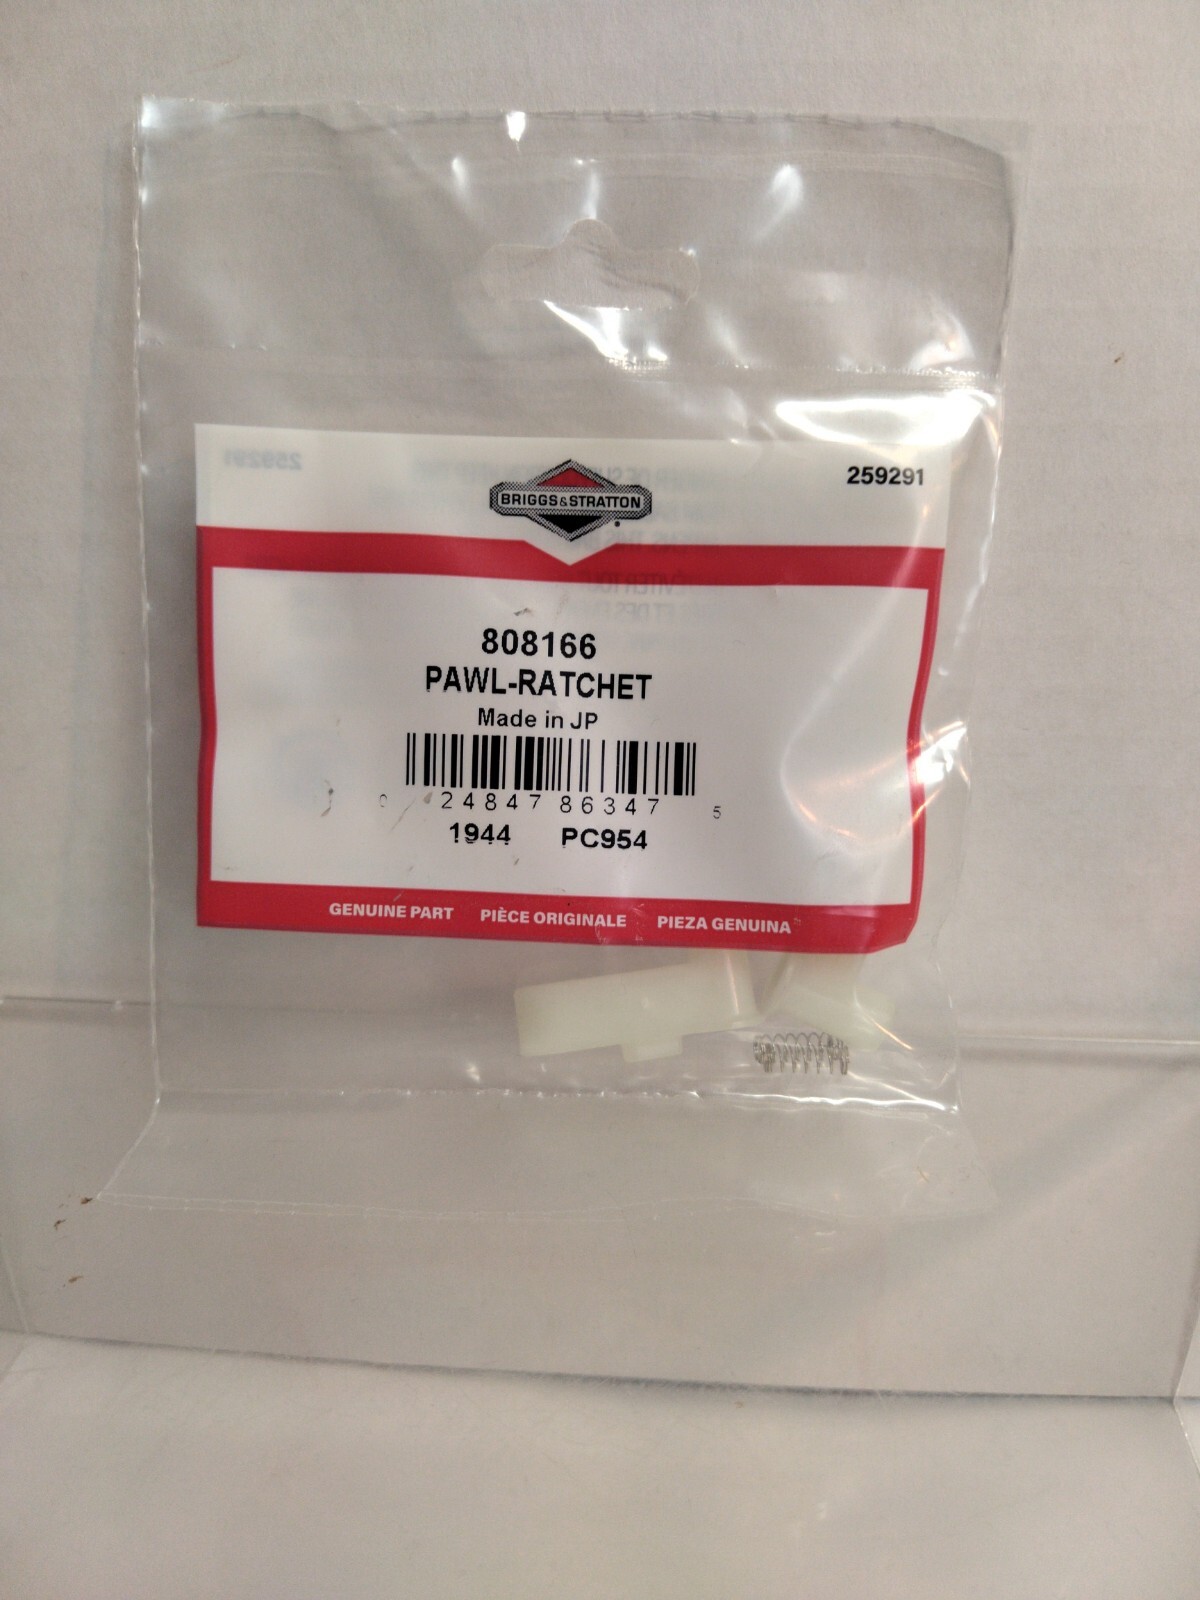 259291
BRIGGS&STRATTON
259291
808166
PAWL-RATCHET
Made in JP
0 24847 86347 5
1944 PC954
GENUINE PART PIÈCE ORIGINALE PIEZA GENUINA